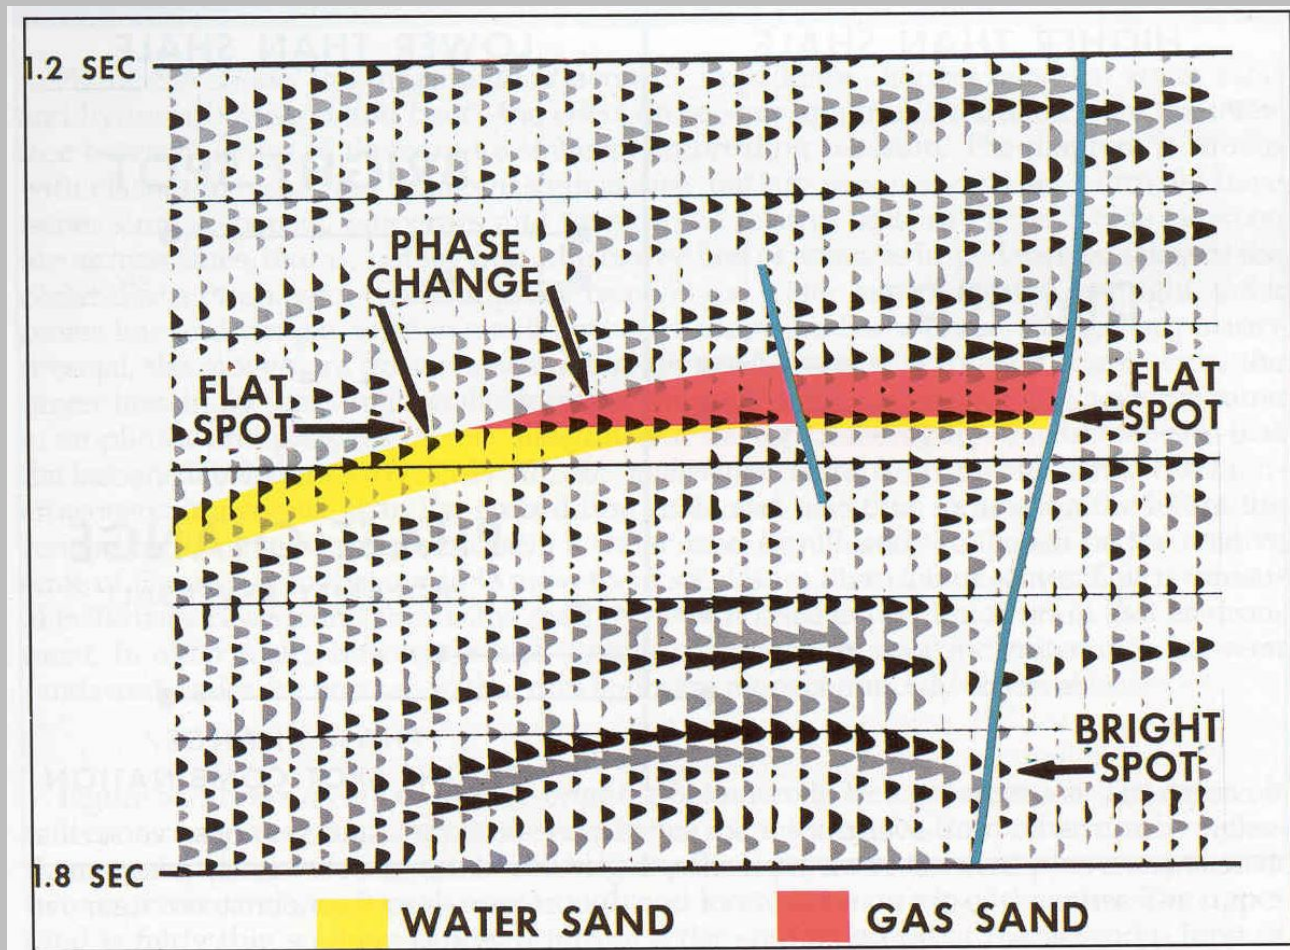 1.2 SEC
PHASE
CHANGE
FLAT
SPOT
FLAT
SPOT
BRIGHT
SPOT
1.8 SEC
WATER SAND
GAS SAND